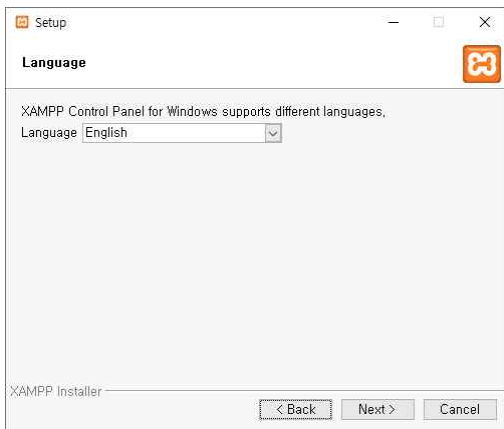 Setup
Language
XAMPP Control Panel for Windows supports different languages,
Language English
XAMPP Installer
< Back Next > Cancel